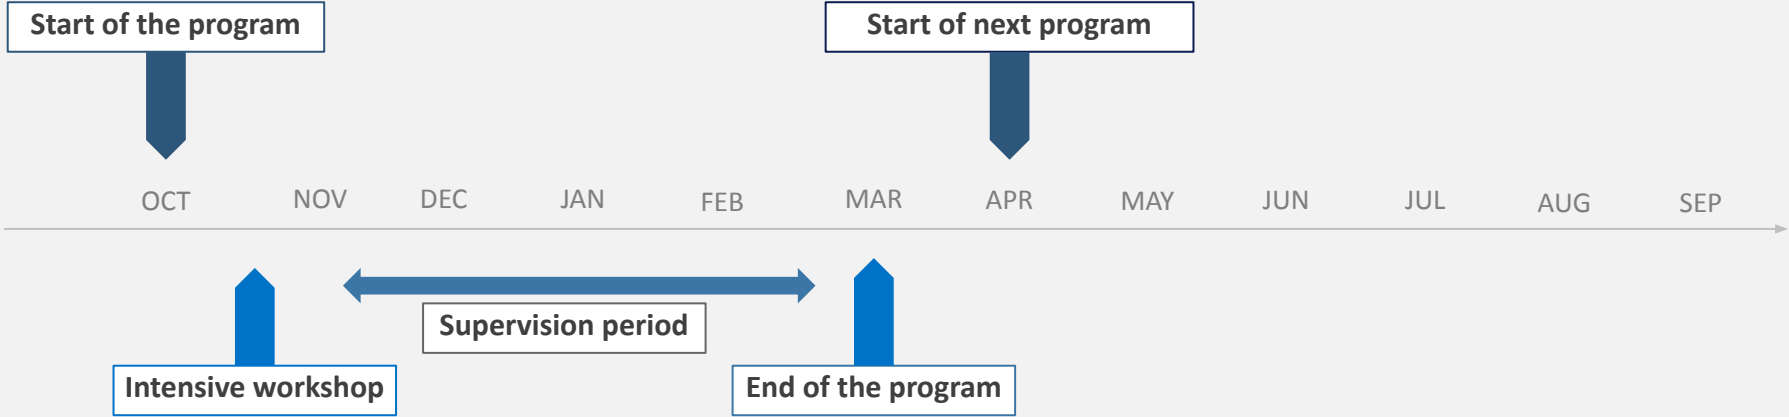 Start of the program
Start of next program
OCT NOV DEC JAN FEB MAR APR MAY JUN JUL AUG SEP
Supervision period
Intensive workshop
End of the program